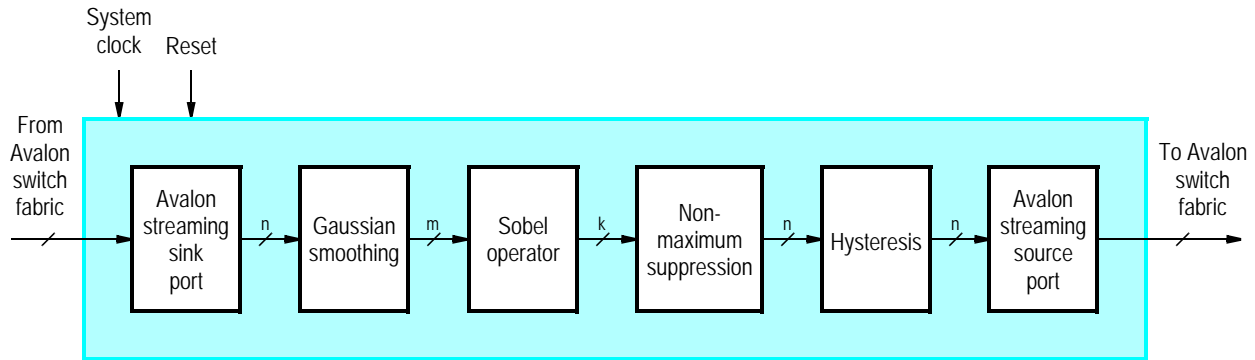 System
clock
Reset
From
Avalon
switch
fabric
Avalon
streaming
sink
port
n
Gaussian
smoothing
m
Sobel
operator
k
Non-
maximum
suppression
n
Hysteresis
n
Avalon
streaming
source
port
To Avalon
switch
fabric